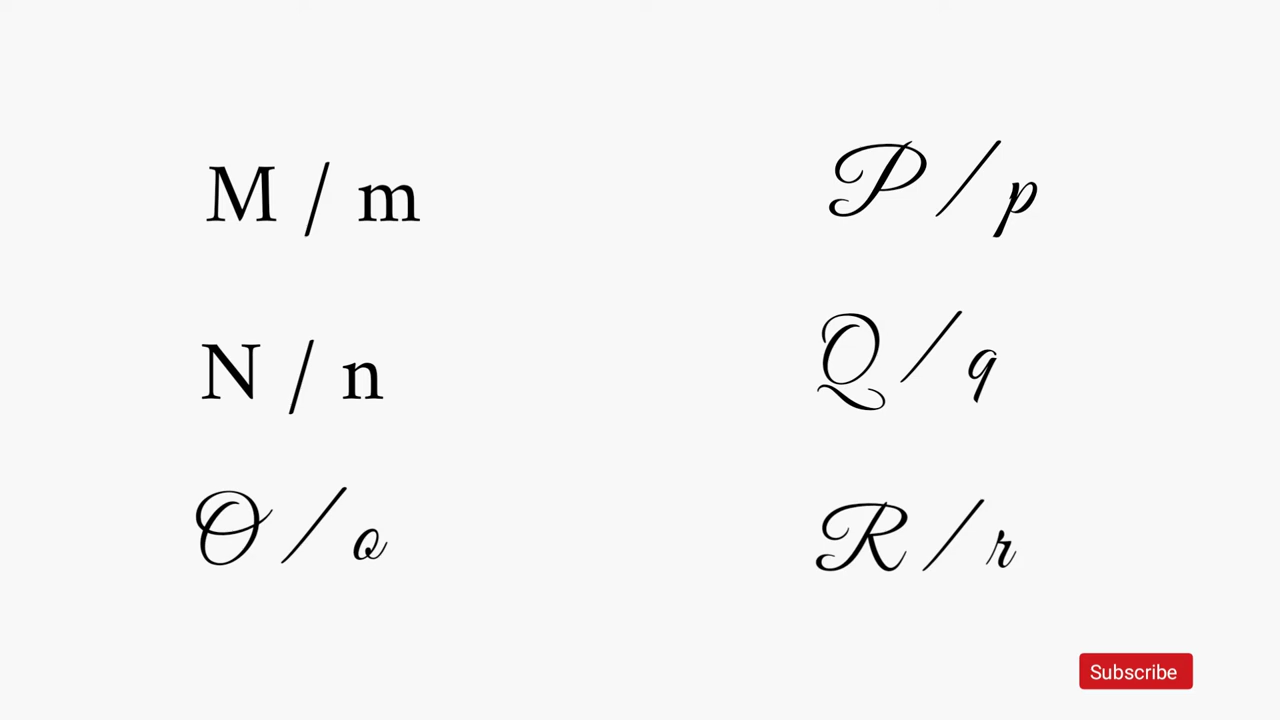 M / m
N / n
O / o
P / p
Q / q
R / r
Subscribe